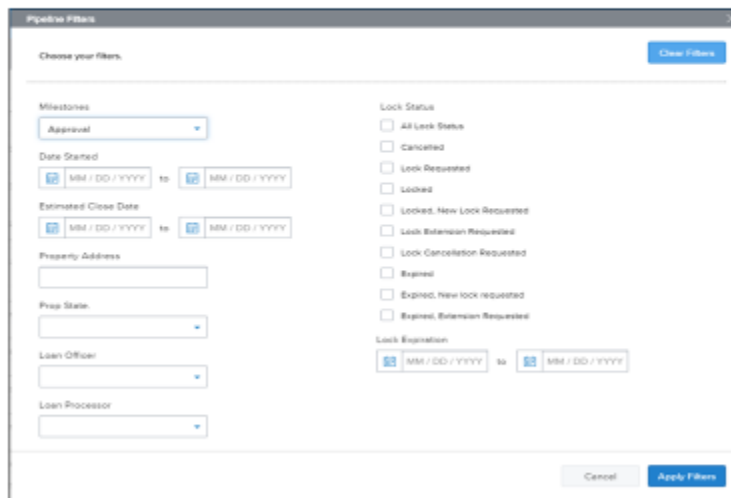 Pipeline Filters
Choose your filters.
Clear Filters
Milestones
Approval
Date Started
MM / DD / YYYY to MM / DD / YYYY
Estimated Close Date
MM / DD / YYYY to MM / DD / YYYY
Property Address
Prop State
Loan Officer
Loan Processor
Lock Status
All Lock Status
Cancelled
Lock Requested
Locked
Locked, New Lock Requested
Lock Extension Requested
Lock Cancellation Requested
Expired
Expired, New lock requested
Expired, Extension Requested
Lock Expiration
MM / DD / YYYY to MM / DD / YYYY
Cancel
Apply Filters